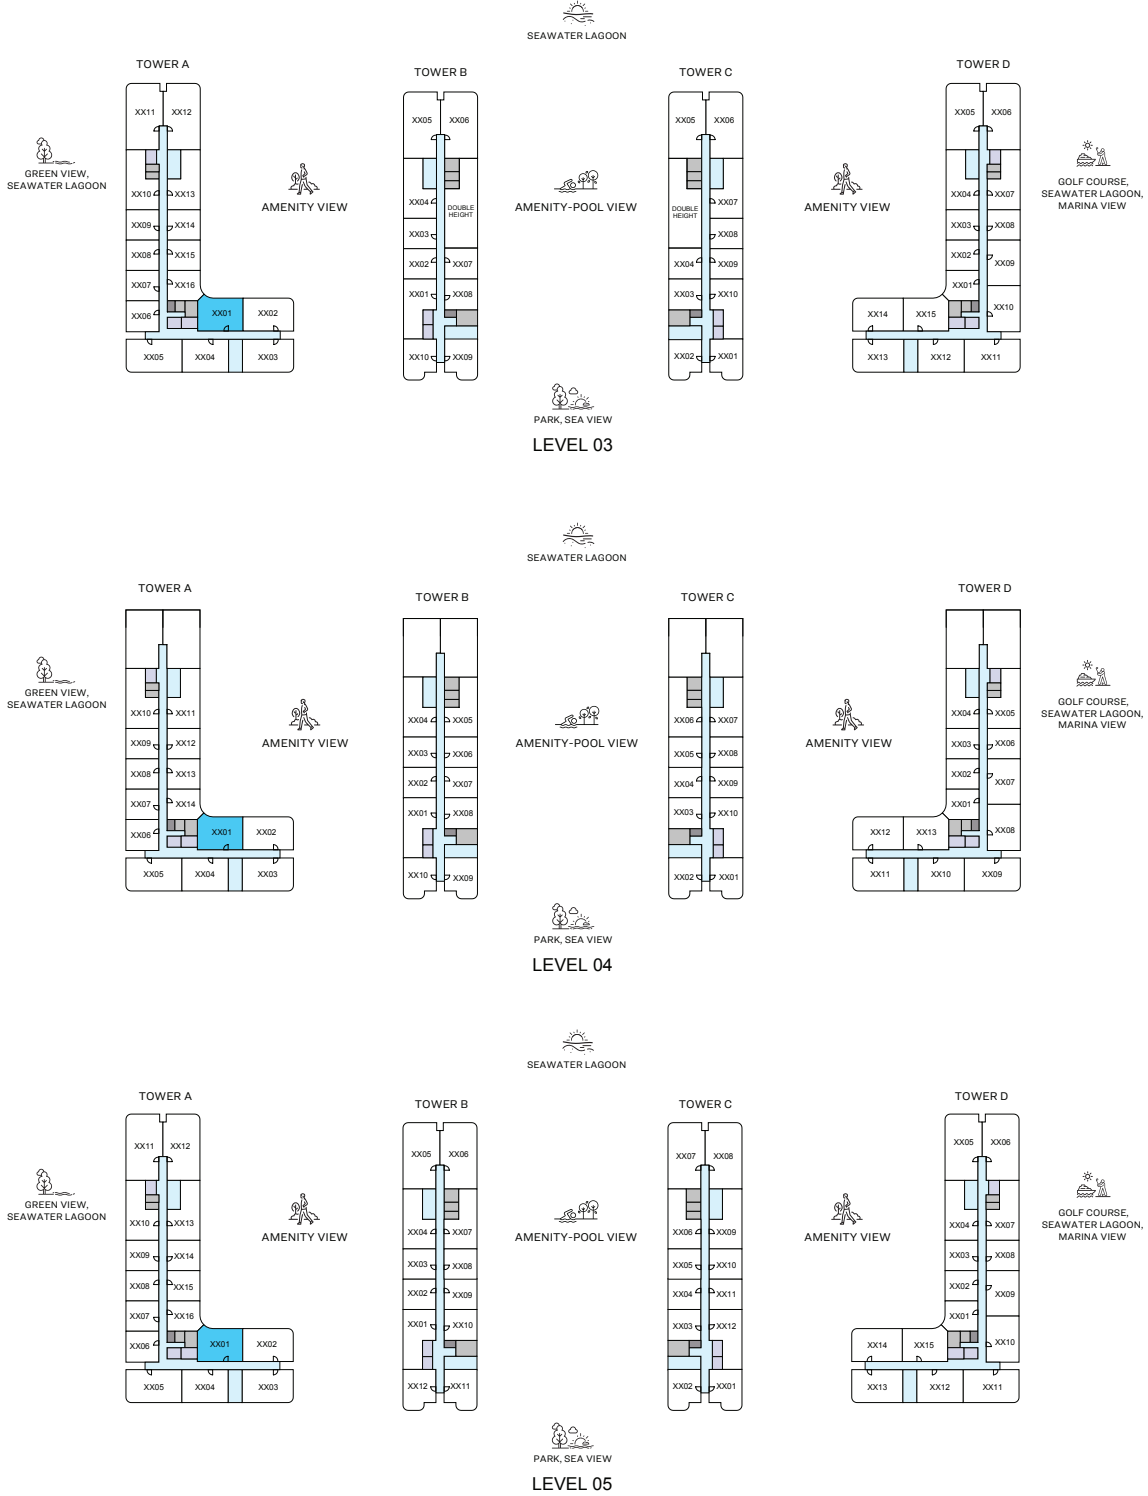 SEAWATER LAGOON
TOWER A
TOWER B
TOWER C
TOWER D
XX11 XX12
XX05 XX06
XX05 XX06
XX05 XX06
GREEN VIEW,
SEAWATER LAGOON
AMENITY VIEW
AMENITY-POOL VIEW
AMENITY VIEW
GOLF COURSE,
SEAWATER LAGOON,
MARINA VIEW
XX10 XX13
XX04 DOUBLE
HEIGHT
DOUBLE
HEIGHT XX07
XX04 XX07
XX09 XX14
XX03
XX08
XX03 XX08
XX08 XX15
XX02 XX07
XX04 XX09
XX02 XX09
XX07 XX16
XX01 XX08
XX03 XX10
XX01 XX10
XX06 XX01 XX02
XX14 XX15
XX05 XX04 XX03
XX10 XX09
XX02 XX01
XX13 XX12 XX11
PARK, SEA VIEW
LEVEL 03
SEAWATER LAGOON
TOWER A
TOWER B
TOWER C
TOWER D
GREEN VIEW,
SEAWATER LAGOON
AMENITY VIEW
AMENITY-POOL VIEW
AMENITY VIEW
GOLF COURSE,
SEAWATER LAGOON,
MARINA VIEW
XX10 XX11
XX04 XX05
XX06 XX07
XX04 XX05
XX09 XX12
XX03 XX06
XX05 XX08
XX03 XX06
XX08 XX13
XX02 XX07
XX04 XX09
XX02 XX07
XX07 XX14
XX01 XX08
XX03 XX10
XX01 XX08
XX06 XX01 XX02
XX12 XX13
XX05 XX04 XX03
XX10 XX09
XX02 XX01
XX11 XX10 XX09
PARK, SEA VIEW
LEVEL 04
SEAWATER LAGOON
TOWER A
TOWER B
TOWER C
TOWER D
XX11 XX12
XX05 XX06
XX07 XX08
XX05 XX06
GREEN VIEW,
SEAWATER LAGOON
AMENITY VIEW
AMENITY-POOL VIEW
AMENITY VIEW
GOLF COURSE,
SEAWATER LAGOON,
MARINA VIEW
XX10 XX13
XX04 XX07
XX06 XX09
XX04 XX07
XX09 XX14
XX03 XX08
XX05 XX10
XX03 XX08
XX08 XX15
XX02 XX09
XX04 XX11
XX02 XX09
XX07 XX16
XX01 XX10
XX03 XX12
XX01 XX10
XX06 XX01 XX02
XX14 XX15
XX05 XX04 XX03
XX12 XX11
XX02 XX01
XX13 XX12 XX11
PARK, SEA VIEW
LEVEL 05